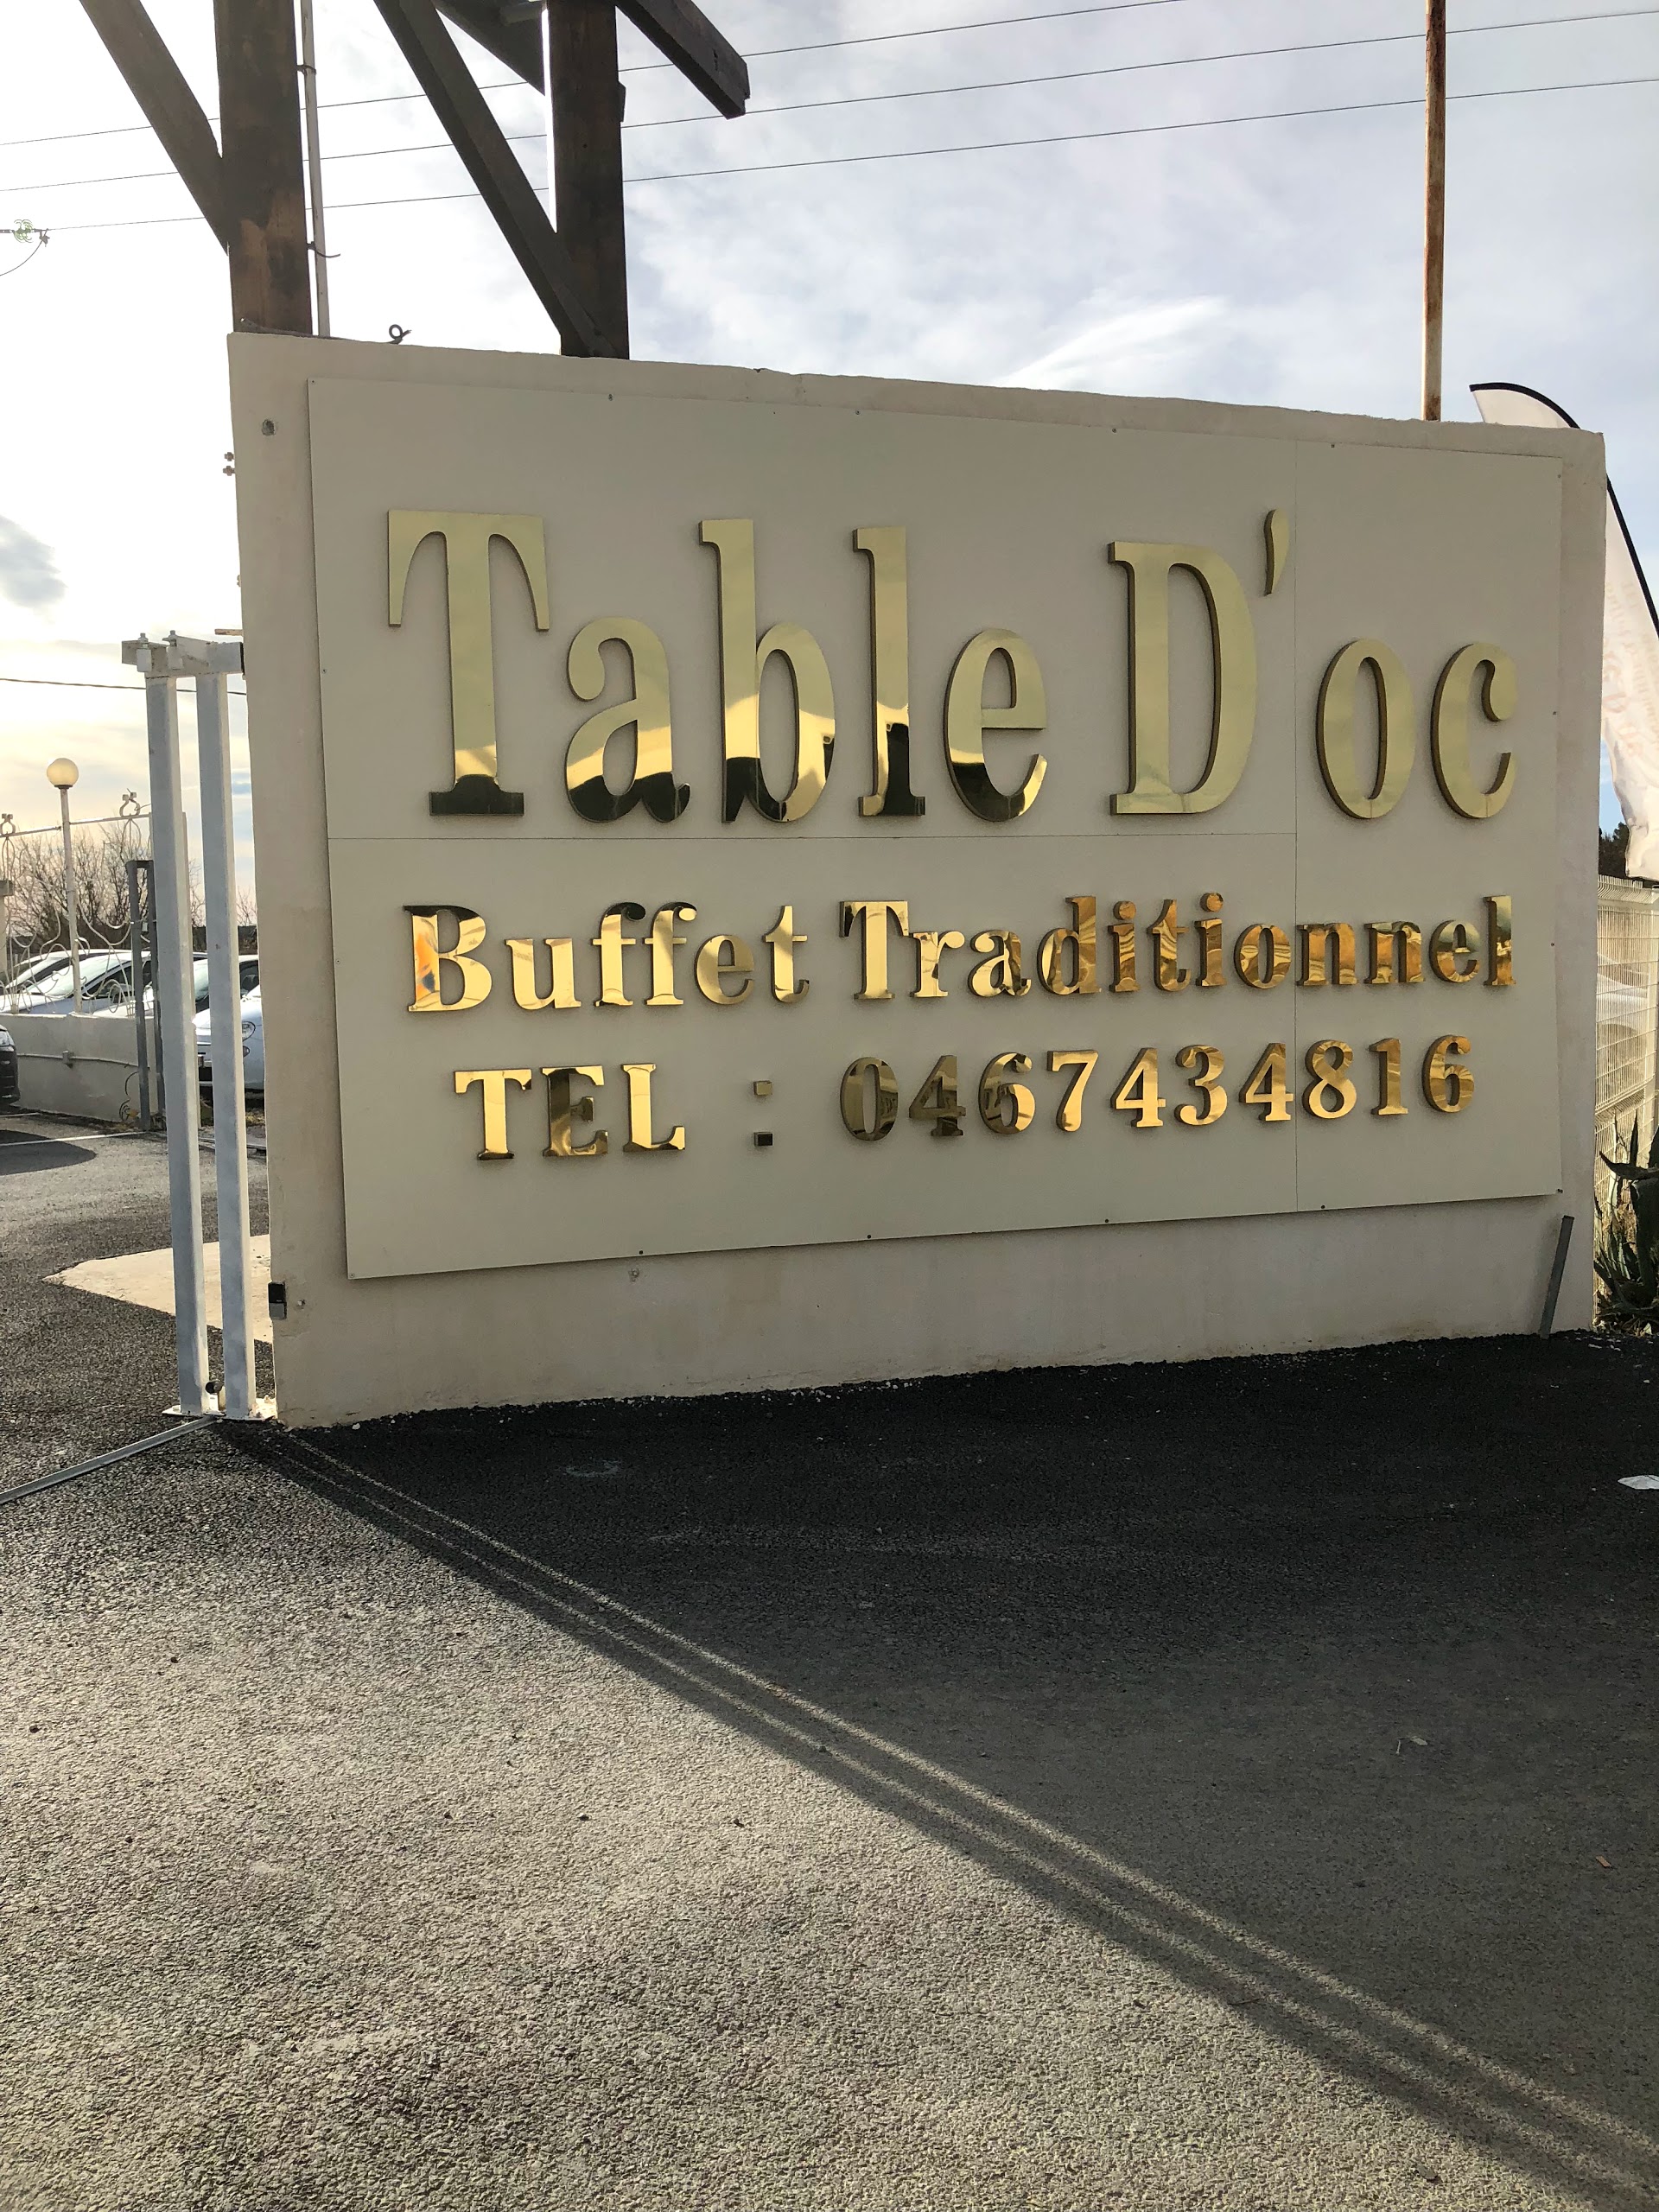 Table D'oc
Buffet Traditionnel
TEL : 0467434816